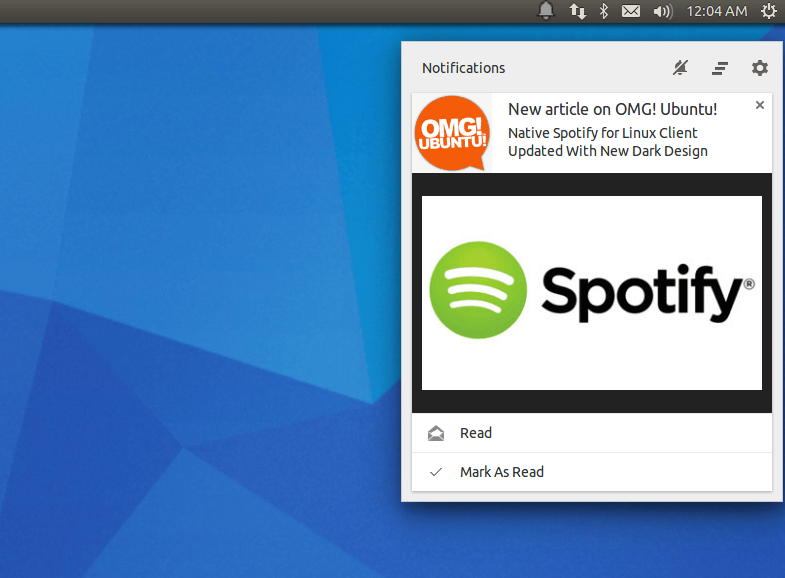 12:04 AM
Notifications
OMG!
UBUNTU!
New article on OMG! Ubuntu!
Native Spotify for Linux Client
Updated With New Dark Design
Spotify®
Read
Mark As Read